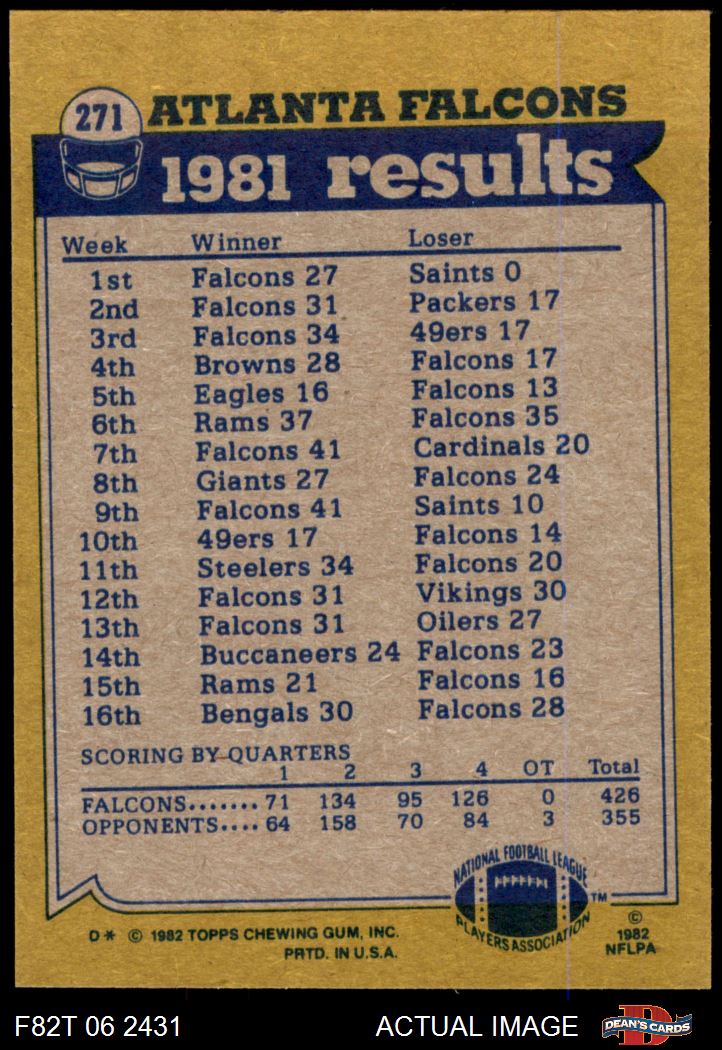 271 ATLANTA FALCONS
1981 results
Week Winner Loser
1st Falcons 27 Saints 0
2nd Falcons 31 Packers 17
3rd Falcons 34 49ers 17
4th Browns 28 Falcons 17
5th Eagles 16 Falcons 13
6th Rams 37 Falcons 35
7th Falcons 41 Cardinals 20
8th Giants 27 Falcons 24
9th Falcons 41 Saints 10
10th 49ers 17 Falcons 14
11th Steelers 34 Falcons 20
12th Falcons 31 Vikings 30
13th Falcons 31 Oilers 27
14th Buccaneers 24 Falcons 23
15th Rams 21 Falcons 16
16th Bengals 30 Falcons 28
SCORING BY QUARTERS
1 2 3 4 OT Total
FALCONS....... 71 134 95 126 0 426
OPPONENTS.... 64 158 70 84 3 355
NATIONAL FOOTBALL LEAGUE
PLAYERS ASSOCIATION
TM
D* © 1982 TOPPS CHEWING GUM, INC.
PRTD. IN U.S.A.
©
1982
NFLPA
F82T 06 2431 ACTUAL IMAGE D DEAN'S CARDS